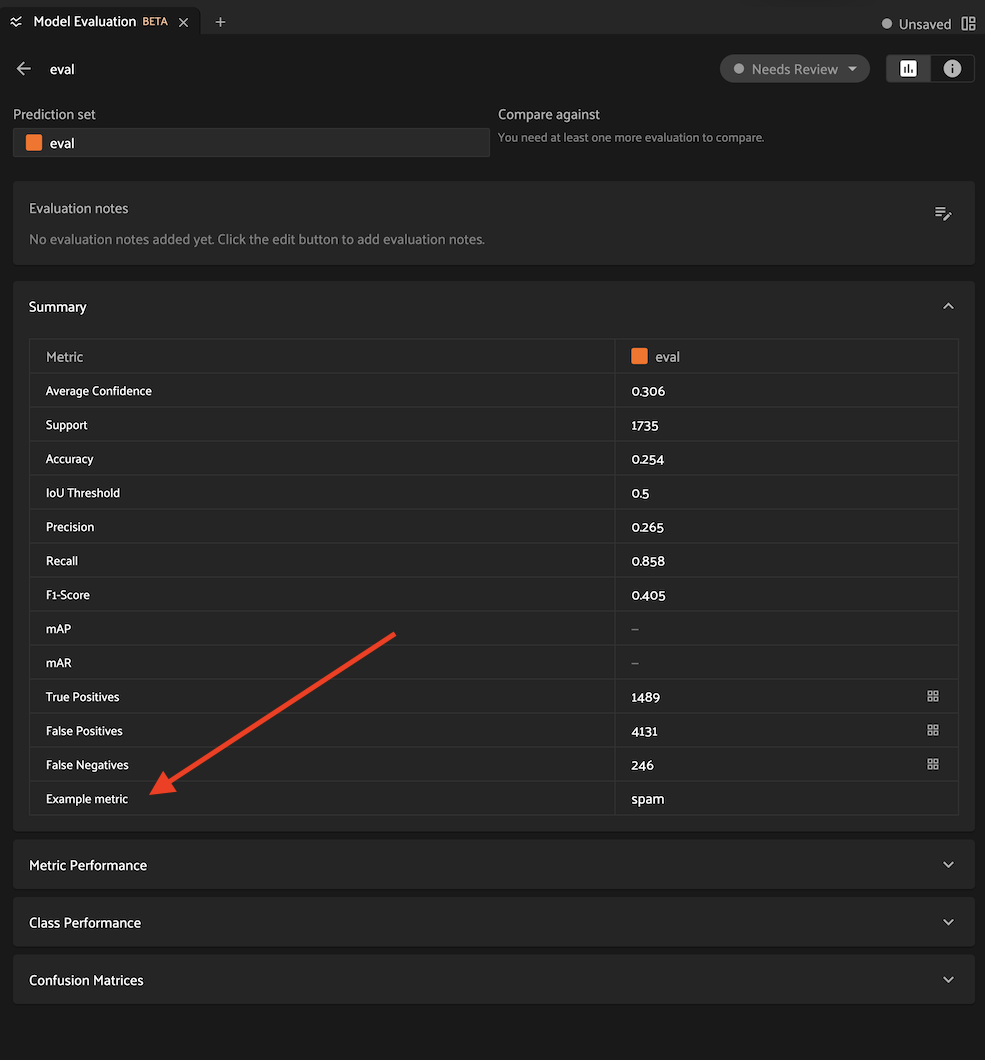 Model Evaluation BETA
Unsaved
eval
Needs Review
Prediction set
Compare against
eval
You need at least one more evaluation to compare.
Evaluation notes
No evaluation notes added yet. Click the edit button to add evaluation notes.
Summary
Metric eval
Average Confidence 0.306
Support 1735
Accuracy 0.254
IoU Threshold 0.5
Precision 0.265
Recall 0.858
F1-Score 0.405
mAP —
mAR —
True Positives 1489
False Positives 4131
False Negatives 246
Example metric spam
Metric Performance
Class Performance
Confusion Matrices